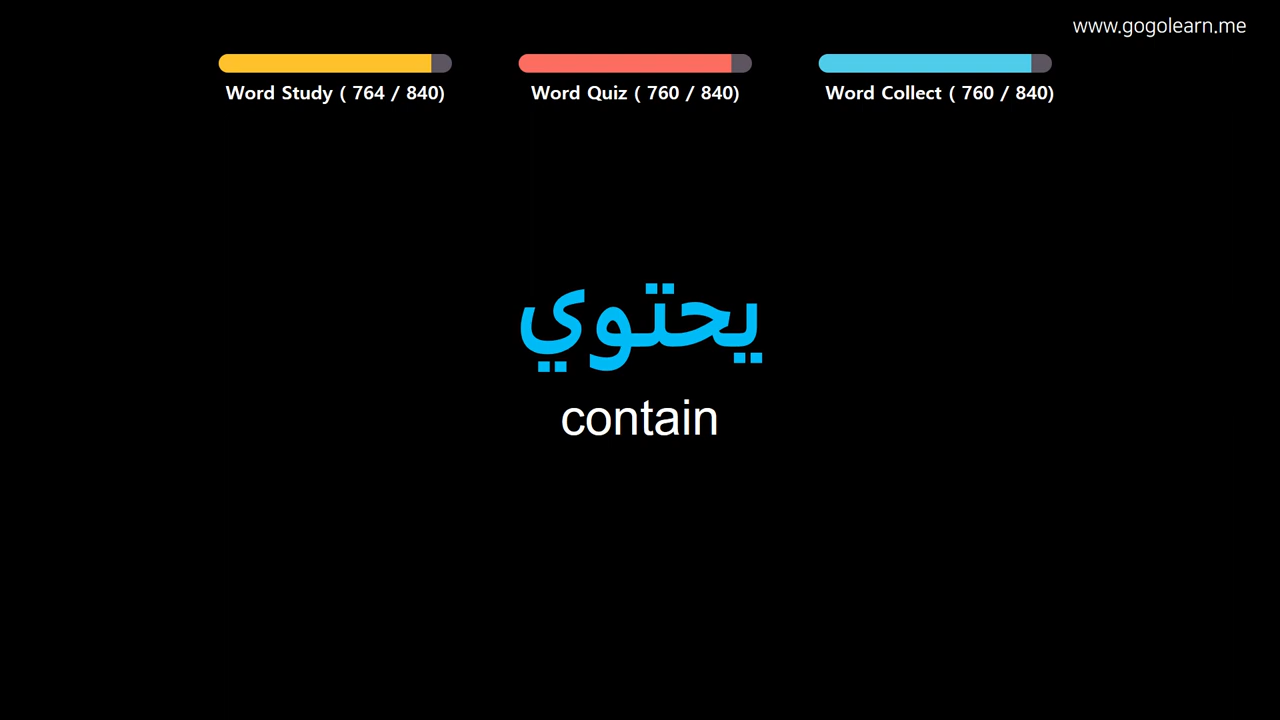 www.gogolearn.me
Word Study ( 764 / 840)
Word Quiz ( 760 / 840)
Word Collect ( 760 / 840)
يحتوي
contain